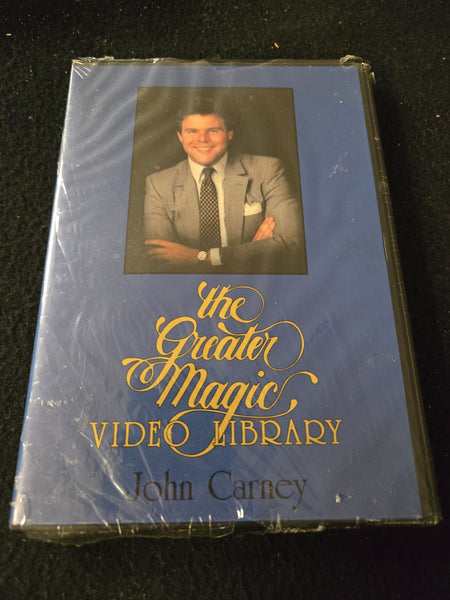 the
Greater
Magic
VIDEO LIBRARY
John Carney